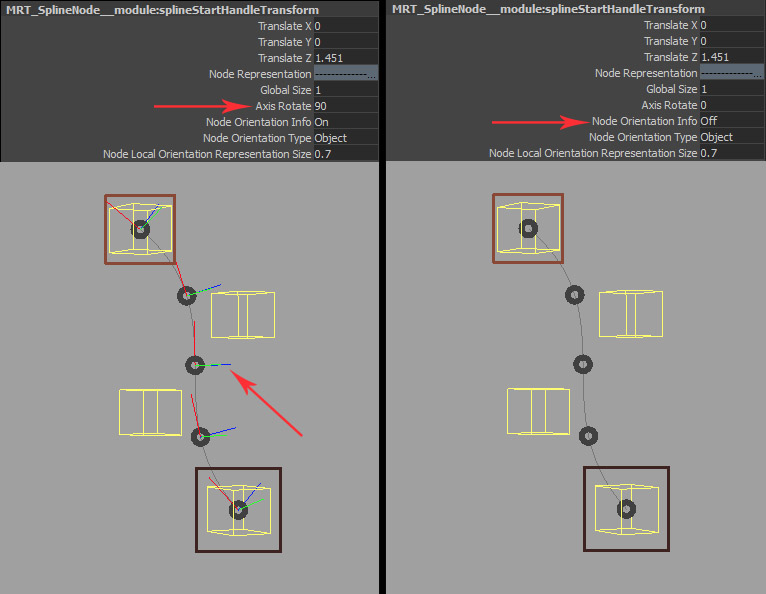 MRT_SplineNode__module:splineStartHandleTransform
Translate X 0
Translate Y 0
Translate Z 1.451
Node Representation -------------...
Global Size 1
Axis Rotate 90
Node Orientation Info On
Node Orientation Type Object
Node Local Orientation Representation Size 0.7
MRT_SplineNode__module:splineStartHandleTransform
Translate X 0
Translate Y 0
Translate Z 1.451
Node Representation -------------...
Global Size 1
Axis Rotate 0
Node Orientation Info Off
Node Orientation Type Object
Node Local Orientation Representation Size 0.7